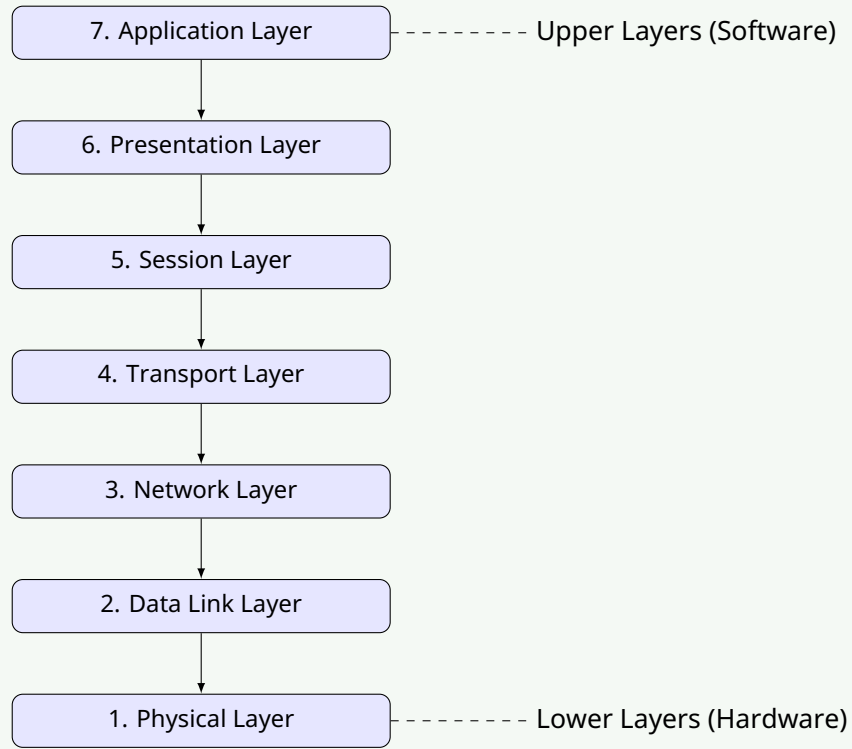 7. Application Layer
Upper Layers (Software)
6. Presentation Layer
5. Session Layer
4. Transport Layer
3. Network Layer
2. Data Link Layer
1. Physical Layer
Lower Layers (Hardware)